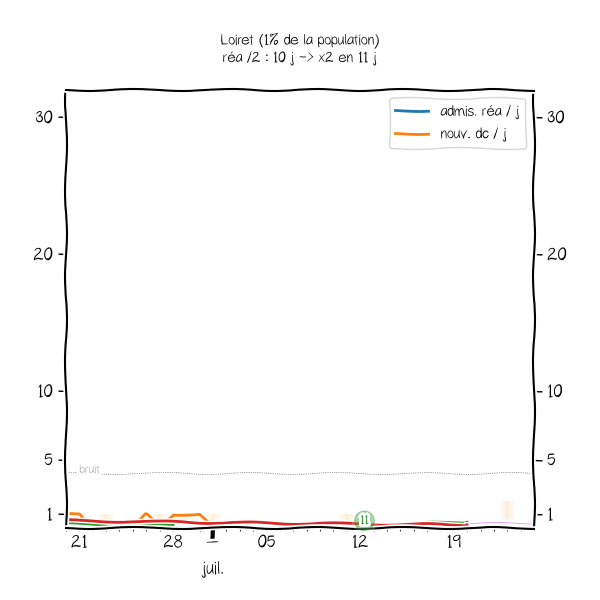 Loiret (1% de la population)
réa /2 : 10 j -> x2 en 11 j
admis. réa / j
nouv. dc / j
30
30
20
20
10
10
5
5
bruit
1
1
11
21
28
05
12
19
juil.